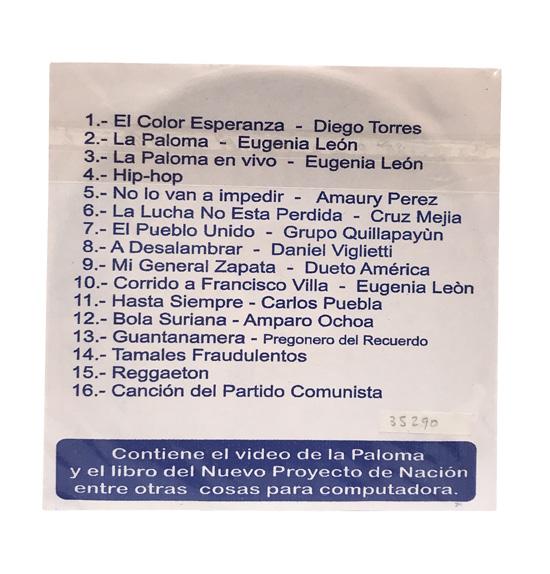 1.- El Color Esperanza - Diego Torres
2.- La Paloma - Eugenia León
3.- La Paloma en vivo - Eugenia León
4.- Hip-hop
5.- No lo van a impedir - Amaury Perez
6.- La Lucha No Esta Perdida - Cruz Mejia
7.- El Pueblo Unido - Grupo Quillapayùn
8.- A Desalambrar - Daniel Viglietti
9.- Mi General Zapata - Dueto América
10.- Corrido a Francisco Villa - Eugenia Leòn
11.- Hasta Siempre - Carlos Puebla
12.- Bola Suriana - Amparo Ochoa
13.- Guantanamera - Pregonero del Recuerdo
14.- Tamales Fraudulentos
15.- Reggaeton
16.- Canción del Partido Comunista
35290
Contiene el video de la Paloma
y el libro del Nuevo Proyecto de Nación
entre otras cosas para computadora.